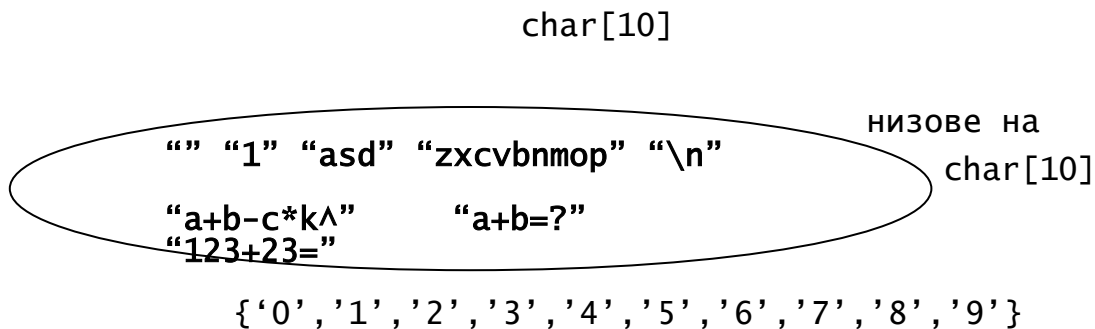 char[10]
низове на
char[10]
“” “1” “asd” “zxcvbnmop” “\n”
“a+b-c*k^” “a+b=?”
“123+23=”
{‘0’,’1’,’2’,’3’,’4’,’5’,’6’,’7’,’8’,’9’}